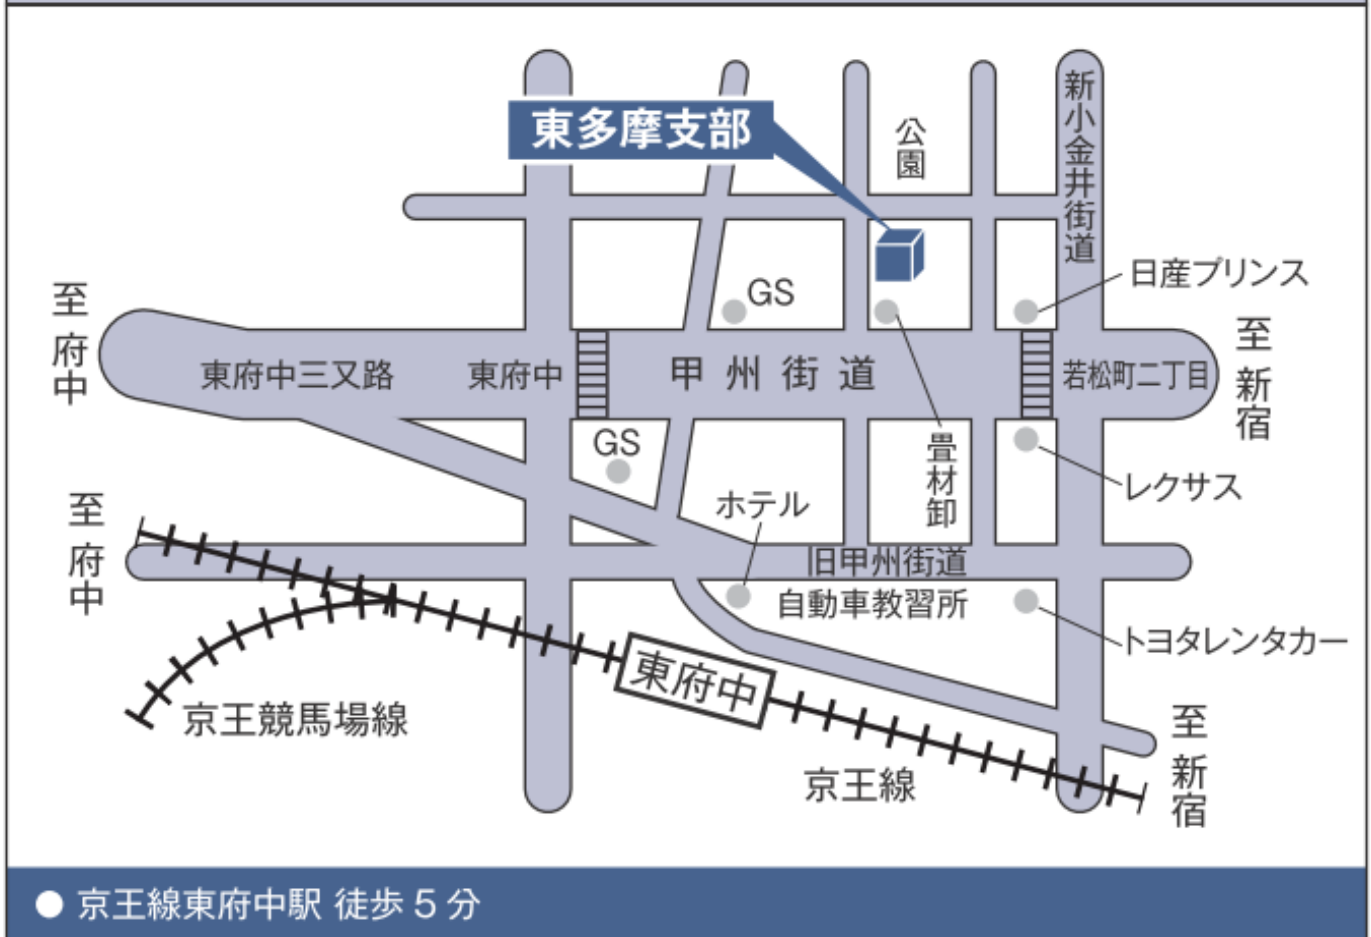 東多摩支部
公園
新小金井街道
日産プリンス
GS
至府中
至新宿
東府中三又路
東府中
甲州街道
若松町二丁目
GS
畳材卸
レクサス
ホテル
至府中
旧甲州街道
自動車教習所
トヨタレンタカー
東府中
京王競馬場線
京王線
至新宿
● 京王線東府中駅 徒歩 5 分